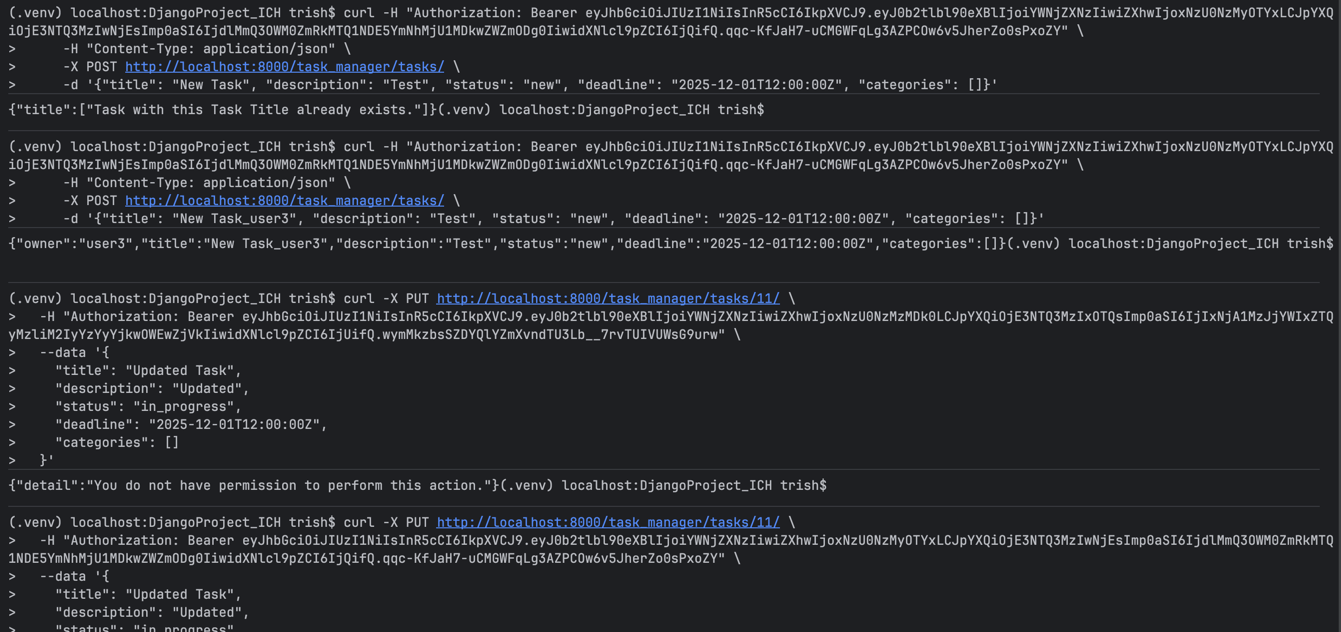 (.venv) localhost:DjangoProject_ICH trish$ curl -H "Authorization: Bearer eyJhbGciOiJIUzI1NiIsInR5cCI6IkpXVCJ9.eyJ0b2tlbl90eXBlIjoiYWNjZXNzIiwiZXhwIjoxNzU0NzMyOTYxLCJpYXQ
iOjE3NTQ3MzIwNjEsImp0aSI6IjdlMmQ3OWM0ZmRkMTQ1NDE5YmNhMjU1MDkwZWZmODg0IiwidXNlcl9pZCI6IjQifQ.qqc-KfJaH7-uCMGWFqLg3AZPCOw6v5JherZo0sPxoZY" \
>      -H "Content-Type: application/json" \
>      -X POST http://localhost:8000/task_manager/tasks/ \
>      -d '{"title": "New Task", "description": "Test", "status": "new", "deadline": "2025-12-01T12:00:00Z", "categories": []}'
{"title":["Task with this Task Title already exists."]}(.venv) localhost:DjangoProject_ICH trish$
(.venv) localhost:DjangoProject_ICH trish$ curl -H "Authorization: Bearer eyJhbGciOiJIUzI1NiIsInR5cCI6IkpXVCJ9.eyJ0b2tlbl90eXBlIjoiYWNjZXNzIiwiZXhwIjoxNzU0NzMyOTYxLCJpYXQ
iOjE3NTQ3MzIwNjEsImp0aSI6IjdlMmQ3OWM0ZmRkMTQ1NDE5YmNhMjU1MDkwZWZmODg0IiwidXNlcl9pZCI6IjQifQ.qqc-KfJaH7-uCMGWFqLg3AZPCOw6v5JherZo0sPxoZY" \
>      -H "Content-Type: application/json" \
>      -X POST http://localhost:8000/task_manager/tasks/ \
>      -d '{"title": "New Task_user3", "description": "Test", "status": "new", "deadline": "2025-12-01T12:00:00Z", "categories": []}'
{"owner":"user3","title":"New Task_user3","description":"Test","status":"new","deadline":"2025-12-01T12:00:00Z","categories":[]}(.venv) localhost:DjangoProject_ICH trish$
(.venv) localhost:DjangoProject_ICH trish$ curl -X PUT http://localhost:8000/task_manager/tasks/11/ \
>   -H "Authorization: Bearer eyJhbGciOiJIUzI1NiIsInR5cCI6IkpXVCJ9.eyJ0b2tlbl90eXBlIjoiYWNjZXNzIiwiZXhwIjoxNzU0NzMzMDk0LCJpYXQiOjE3NTQ3MzIxOTQsImp0aSI6IjIxNjA1MzJjYWIxZTQ
yMzliM2IyYzYyYjkwOWEwZjVkIiwidXNlcl9pZCI6IjUifQ.wymMkzbsSZDYQlYZmXvndTU3Lb__7rvTUIVUWsG9urw" \
>   --data '{
>     "title": "Updated Task",
>     "description": "Updated",
>     "status": "in_progress",
>     "deadline": "2025-12-01T12:00:00Z",
>     "categories": []
>   }'
{"detail":"You do not have permission to perform this action."}(.venv) localhost:DjangoProject_ICH trish$
(.venv) localhost:DjangoProject_ICH trish$ curl -X PUT http://localhost:8000/task_manager/tasks/11/ \
>   -H "Authorization: Bearer eyJhbGciOiJIUzI1NiIsInR5cCI6IkpXVCJ9.eyJ0b2tlbl90eXBlIjoiYWNjZXNzIiwiZXhwIjoxNzU0NzMyOTYxLCJpYXQiOjE3NTQ3MzIwNjEsImp0aSI6IjdlMmQ3OWM0ZmRkMTQ
1NDE5YmNhMjU1MDkwZWZmODg0IiwidXNlcl9pZCI6IjQifQ.qqc-KfJaH7-uCMGWFqLg3AZPCOw6v5JherZo0sPxoZY" \
>   --data '{
>     "title": "Updated Task",
>     "description": "Updated",
>     "status": "in_progress"